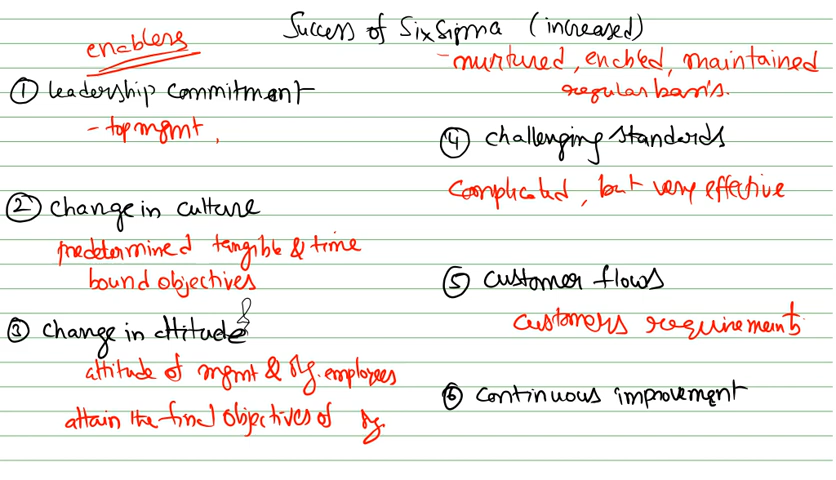 Success of Six Sigma (increased)
enablers
① leadership commitment
- top mgmt,
② change in culture
predetermined tangible & time
bound objectives
③ change in attitude
attitude of mgmt & Org. employees
attain the final objectives of Org.
- nurtured, enabled, maintained
regular basis.
④ challenging standards
complicated, but very effective
⑤ customer flows
customers requirements
⑥ continuous improvement